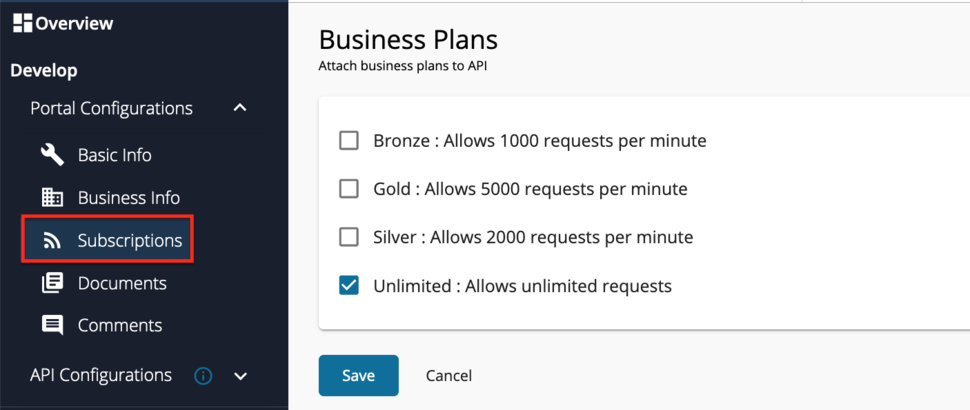 Overview
Develop
Portal Configurations
Basic Info
Business Info
Subscriptions
Documents
Comments
API Configurations
Business Plans
Attach business plans to API
Bronze : Allows 1000 requests per minute
Gold : Allows 5000 requests per minute
Silver : Allows 2000 requests per minute
Unlimited : Allows unlimited requests
Save Cancel